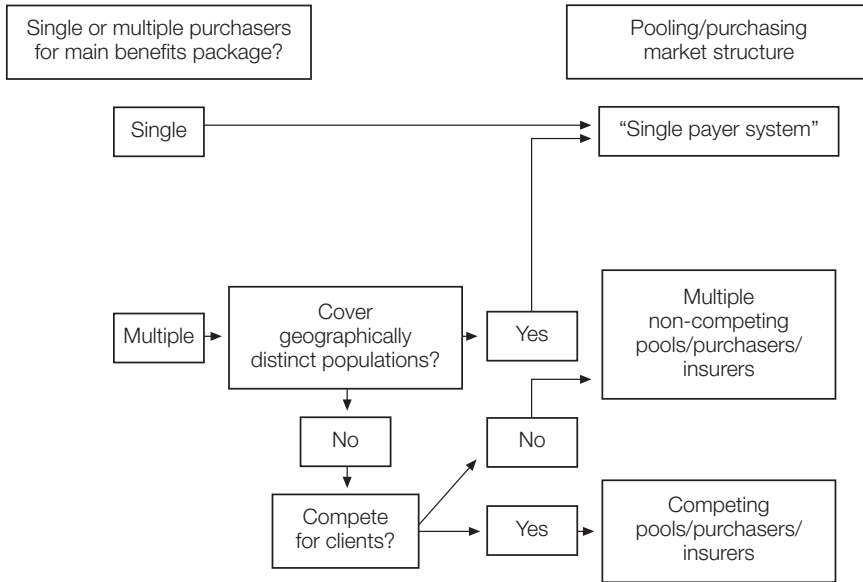 Single or multiple purchasers
for main benefits package?
Pooling/purchasing
market structure
Single
“Single payer system”
Multiple
Cover
geographically
distinct populations?
Yes
Multiple
non-competing
pools/purchasers/
insurers
No
No
Compete
for clients?
Yes
Competing
pools/purchasers/
insurers